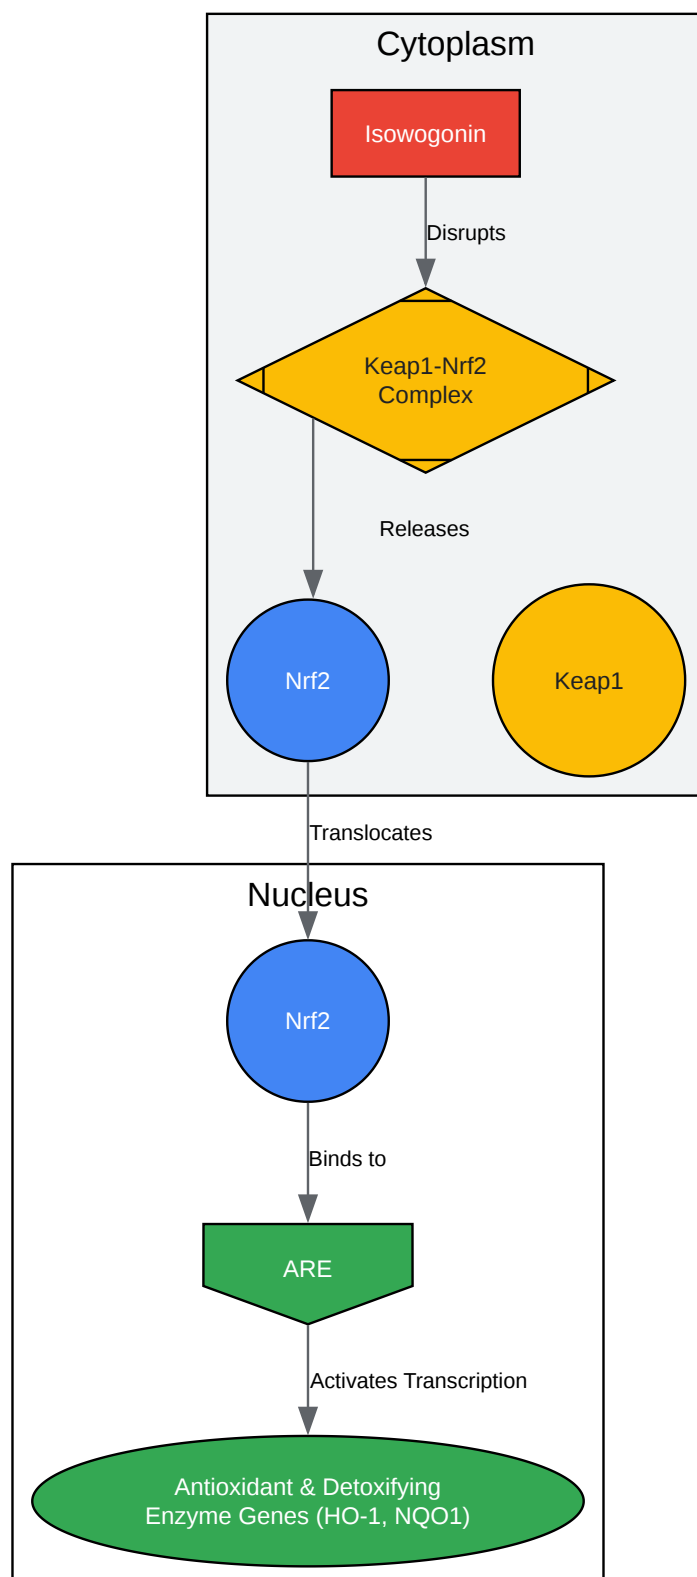 Cytoplasm
Isowogonin
Disrupts
Keap1-Nrf2
Complex
Releases
Nrf2
Keap1
Translocates
Nucleus
Nrf2
Binds to
ARE
Activates Transcription
Antioxidant & Detoxifying
Enzyme Genes (HO-1, NQO1)